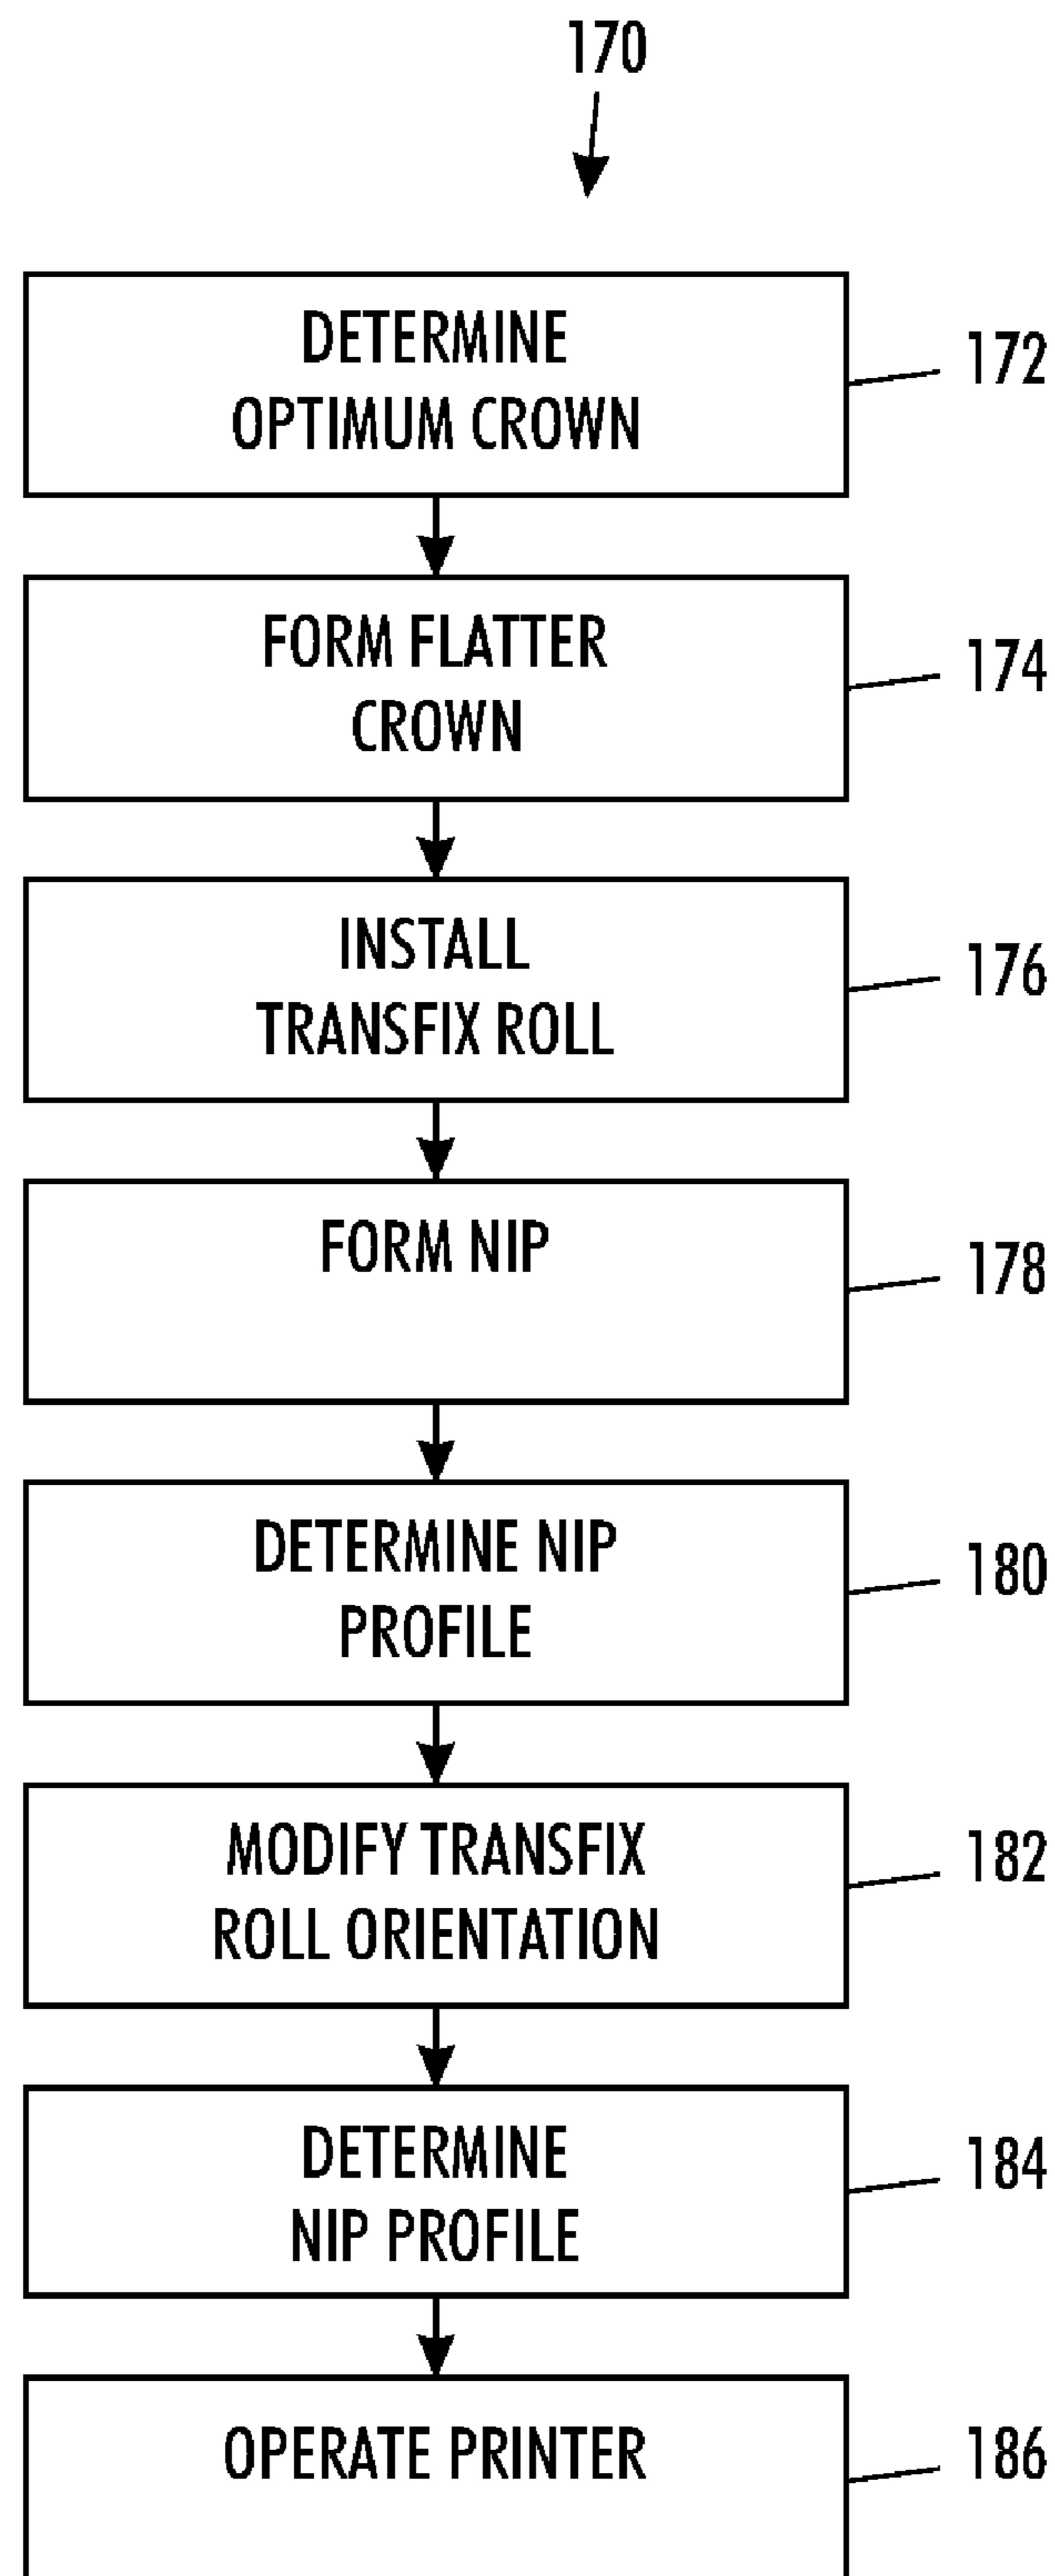 170
DETERMINE
OPTIMUM CROWN
172
FORM FLATTER
CROWN
174
INSTALL
TRANSFIX ROLL
176
FORM NIP
178
DETERMINE NIP
PROFILE
180
MODIFY TRANSFIX
ROLL ORIENTATION
182
DETERMINE
NIP PROFILE
184
OPERATE PRINTER
186